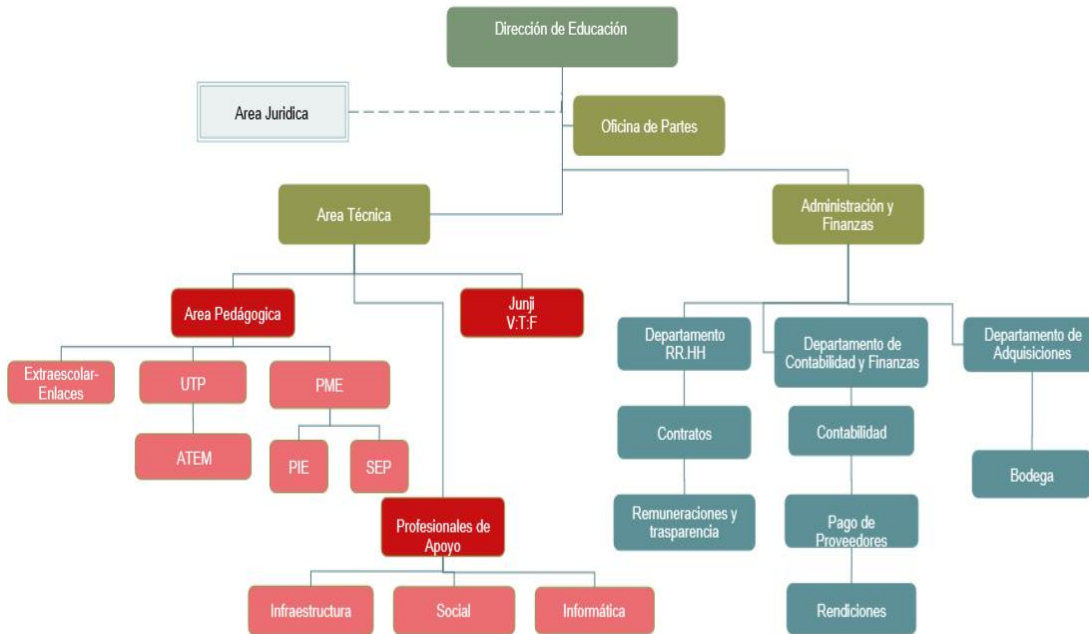 Dirección de Educación
Area Juridica
Oficina de Partes
Area Técnica
Administración y
Finanzas
Area Pedágogica
Junji
V:T:F
Departamento
RR.HH
Departamento de
Contabilidad y Finanzas
Departamento de
Adquisiciones
Extraescolar-
Enlaces
UTP
PME
Contratos
Contabilidad
ATEM
PIE
SEP
Bodega
Profesionales de
Apoyo
Remuneraciones y
trasparencia
Pago de
Proveedores
Infraestructura
Social
Informática
Rendiciones